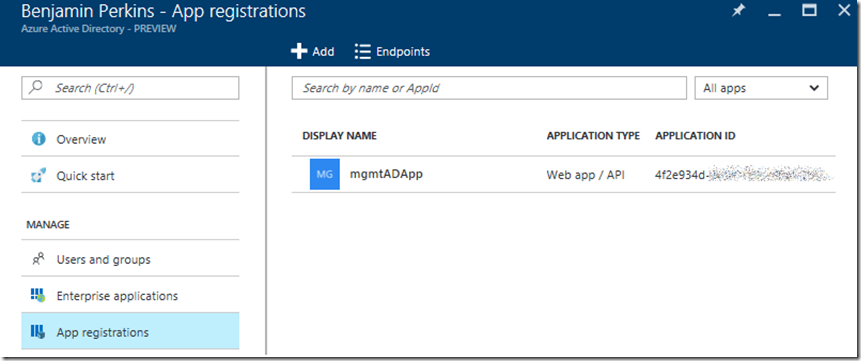 Benjamin Perkins - App registrations
Azure Active Directory - PREVIEW
Add Endpoints
Search (Ctrl+/)
Search by name or AppId All apps
Overview
Quick start
DISPLAY NAME APPLICATION TYPE APPLICATION ID
MG mgmtADApp Web app / API 4f2e934d-
MANAGE
Users and groups
Enterprise applications
App registrations